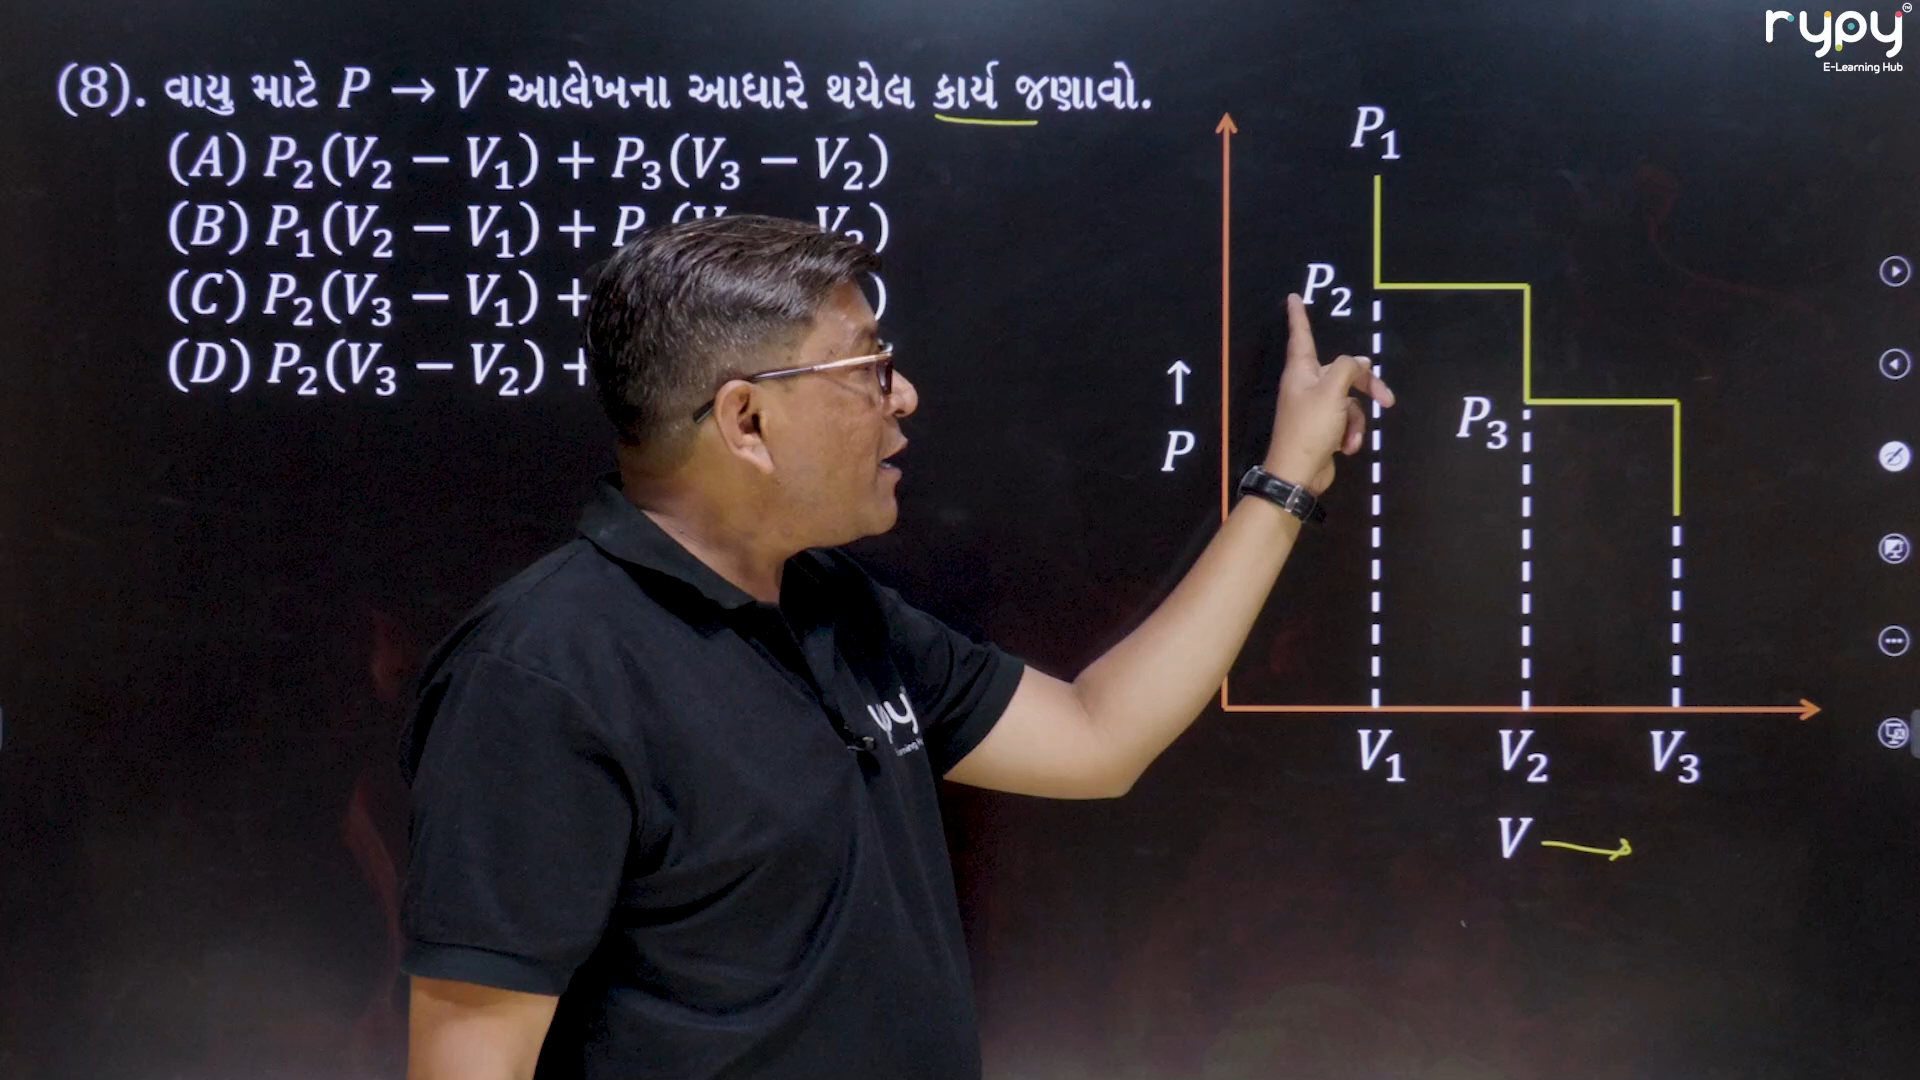 rypy
E-Learning Hub
(8). વાયુ માટે P → V આલેખના આધારે થયેલ કાર્ય જણાવો.
(A) P₂(V₂ − V₁) + P₃(V₃ − V₂)
(B) P₁(V₂ − V₁) +
(C) P₂(V₃ − V₁) +
(D) P₂(V₃ − V₂) +
P₁
P₂
P₃
↑
P
V₁ V₂ V₃
V →
rypy